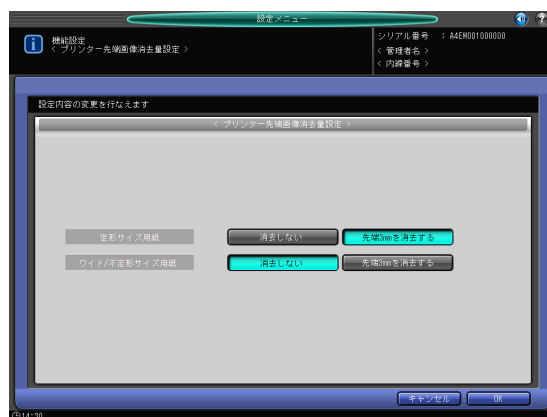 設定メニュー
機能設定
< プリンター先端画像消去量設定 >
シリアル番号 : A4EH001000000
< 管理者名 >
< 内線番号 >
設定内容の変更を行なえます
< プリンター先端画像消去量設定 >
定形サイズ用紙 消去しない 先端3mmを消去する
ワイド/不定形サイズ用紙 消去しない 先端3mmを消去する
キャンセル OK
14:30